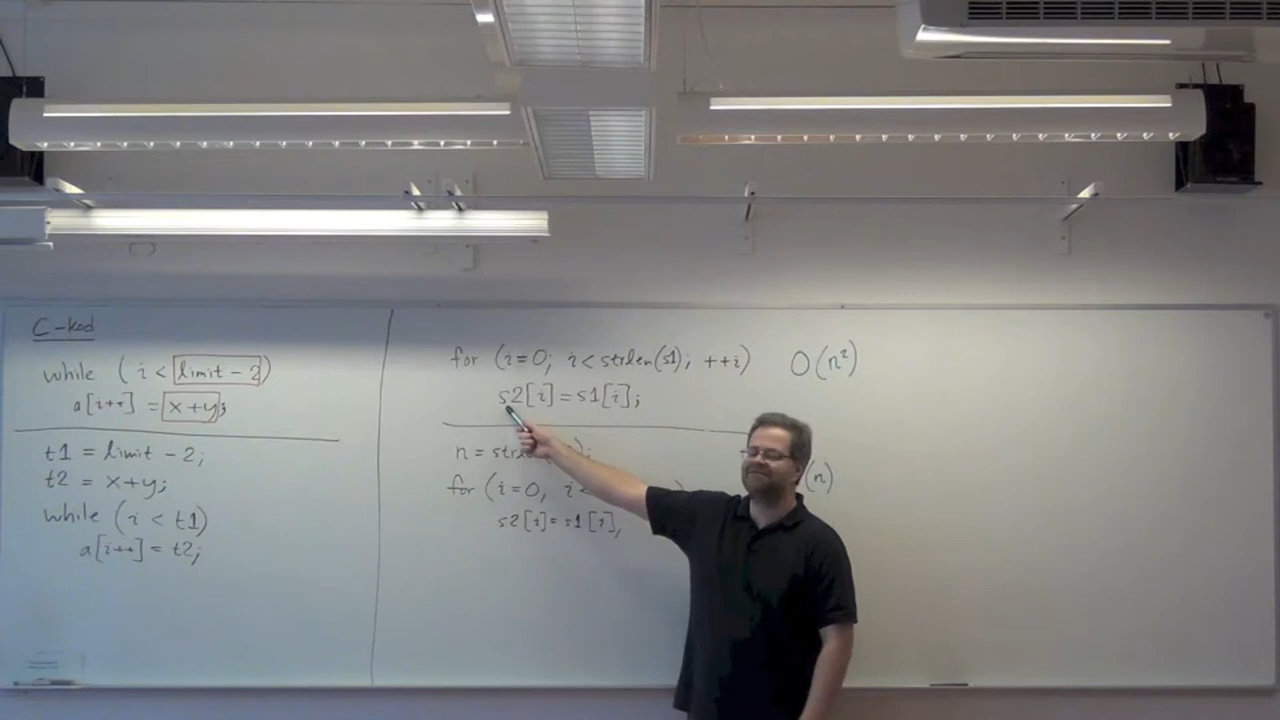 C-kod
while ( i < limit - 2 )
a[i++] = x+y;
t1 = limit - 2;
t2 = x+y;
while (i < t1)
a[i++] = t2;
for (i=0; i < strlen(s1); ++i) O(n²)
s2[i] = s1[i];
n = );
for (i=0, i < ) (n)
s2[i] = s1[i],